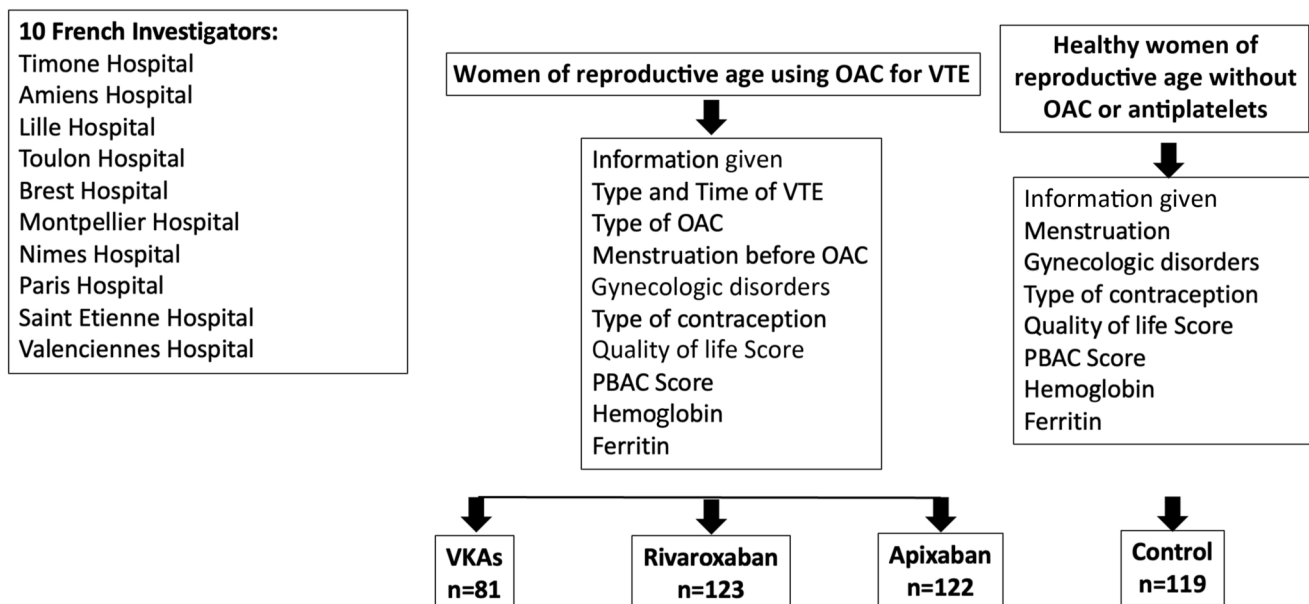 10 French Investigators:
Timone Hospital
Amiens Hospital
Lille Hospital
Toulon Hospital
Brest Hospital
Montpellier Hospital
Nimes Hospital
Paris Hospital
Saint Etienne Hospital
Valenciennes Hospital
Women of reproductive age using OAC for VTE
Information given
Type and Time of VTE
Type of OAC
Menstruation before OAC
Gynecologic disorders
Type of contraception
Quality of life Score
PBAC Score
Hemoglobin
Ferritin
Healthy women of
reproductive age without
OAC or antiplatelets
Information given
Menstruation
Gynecologic disorders
Type of contraception
Quality of life Score
PBAC Score
Hemoglobin
Ferritin
VKAs
n=81
Rivaroxaban
n=123
Apixaban
n=122
Control
n=119